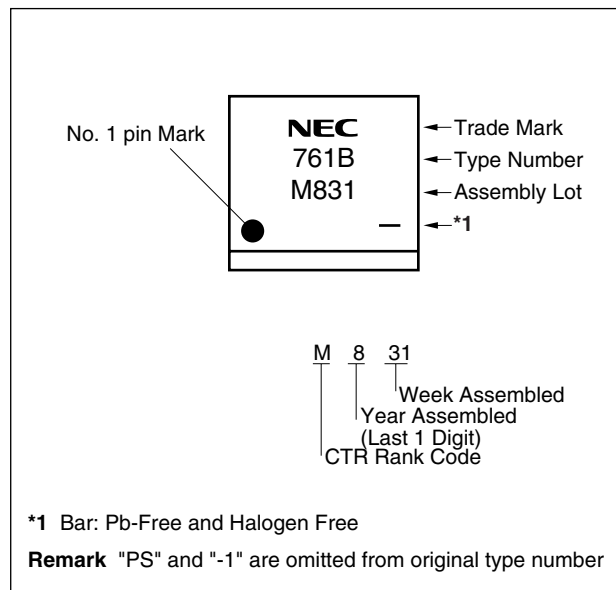 No. 1 pin Mark
NEC
761B
M831
Trade Mark
Type Number
Assembly Lot
*1
M 8 31
Week Assembled
Year Assembled
(Last 1 Digit)
CTR Rank Code
*1 Bar: Pb-Free and Halogen Free
Remark "PS" and "-1" are omitted from original type number